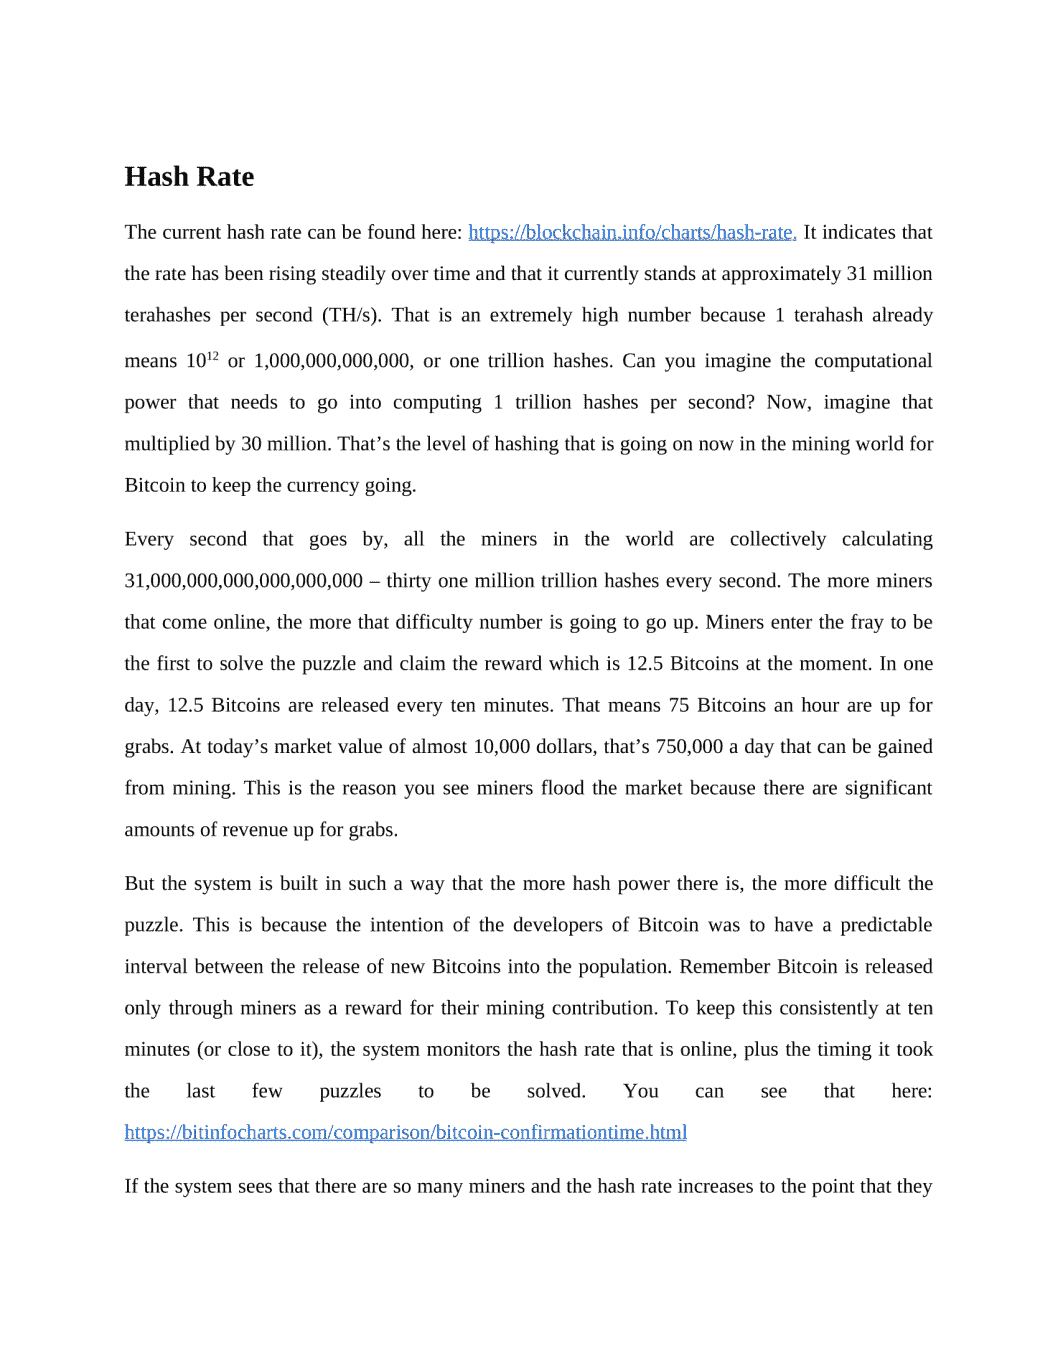 Hash Rate
The current hash rate can be found here: https://blockchain.info/charts/hash-rate. It indicates that
the rate has been rising steadily over time and that it currently stands at approximately 31 million
terahashes per second (TH/s). That is an extremely high number because 1 terahash already
means 10¹² or 1,000,000,000,000, or one trillion hashes. Can you imagine the computational
power that needs to go into computing 1 trillion hashes per second? Now, imagine that
multiplied by 30 million. That’s the level of hashing that is going on now in the mining world for
Bitcoin to keep the currency going.
Every second that goes by, all the miners in the world are collectively calculating
31,000,000,000,000,000,000 – thirty one million trillion hashes every second. The more miners
that come online, the more that difficulty number is going to go up. Miners enter the fray to be
the first to solve the puzzle and claim the reward which is 12.5 Bitcoins at the moment. In one
day, 12.5 Bitcoins are released every ten minutes. That means 75 Bitcoins an hour are up for
grabs. At today’s market value of almost 10,000 dollars, that’s 750,000 a day that can be gained
from mining. This is the reason you see miners flood the market because there are significant
amounts of revenue up for grabs.
But the system is built in such a way that the more hash power there is, the more difficult the
puzzle. This is because the intention of the developers of Bitcoin was to have a predictable
interval between the release of new Bitcoins into the population. Remember Bitcoin is released
only through miners as a reward for their mining contribution. To keep this consistently at ten
minutes (or close to it), the system monitors the hash rate that is online, plus the timing it took
the last few puzzles to be solved. You can see that here:
https://bitinfocharts.com/comparison/bitcoin-confirmationtime.html
If the system sees that there are so many miners and the hash rate increases to the point that they